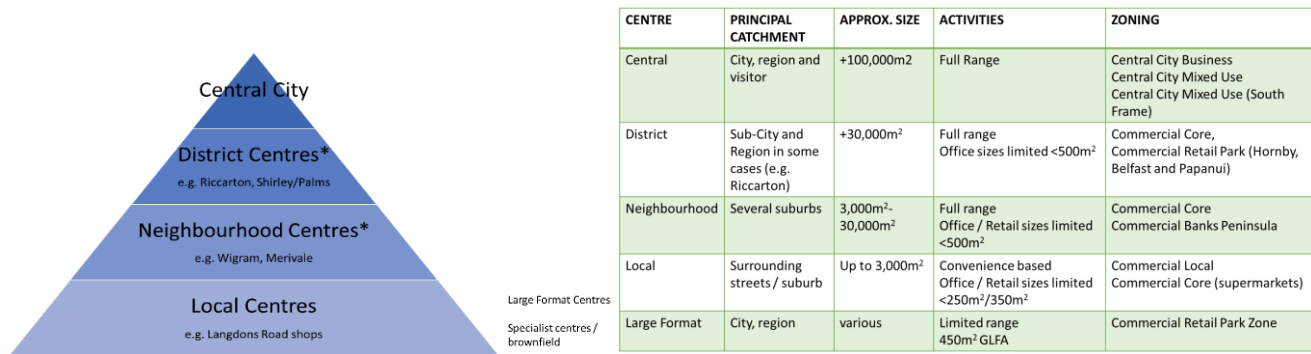 Central City
District Centres*
e.g. Riccarton, Shirley/Palms
Neighbourhood Centres*
e.g. Wigram, Merivale
Local Centres
e.g. Langdons Road shops
Large Format Centres
Specialist centres /
brownfield
CENTRE
PRINCIPAL
CATCHMENT
APPROX. SIZE
ACTIVITIES
ZONING
Central
City, region and
visitor
+100,000m2
Full Range
Central City Business
Central City Mixed Use
Central City Mixed Use (South
Frame)
District
Sub-City and
Region in some
cases (e.g.
Riccarton)
+30,000m²
Full range
Office sizes limited <500m²
Commercial Core,
Commercial Retail Park (Hornby,
Belfast and Papanui)
Neighbourhood
Several suburbs
3,000m²-
30,000m²
Full range
Office / Retail sizes limited
<500m²
Commercial Core
Commercial Banks Peninsula
Local
Surrounding
streets / suburb
Up to 3,000m²
Convenience based
Office / Retail sizes limited
<250m²/350m²
Commercial Local
Commercial Core (supermarkets)
Large Format
City, region
various
Limited range
450m² GLFA
Commercial Retail Park Zone